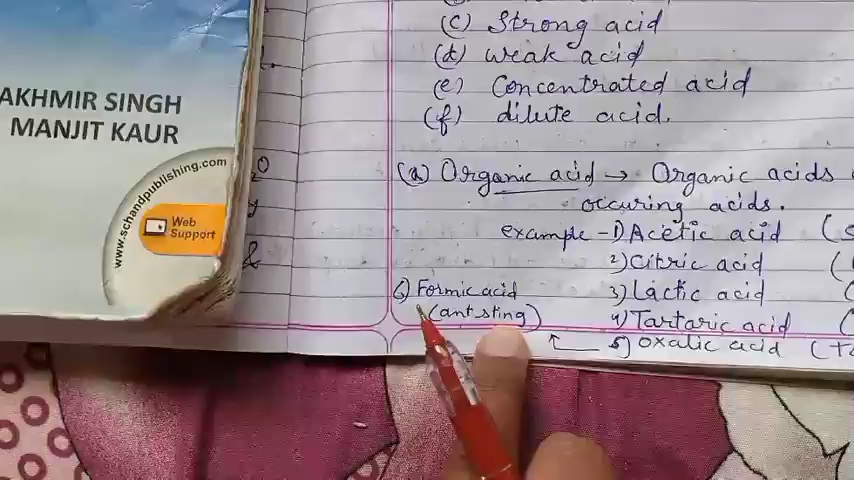 AKHMIR SINGH
MANJIT KAUR
www.schandpublishing.com
Web
Support
(c) Strong acid
(d) weak acid
(e) Concentrated acid
(f) dilute acid.
(a) Organic acid → Organic acids
occuring acids.
example - 1) Acetic acid
2) Citric acid
3) Lactic acid
4) Tartaric acid
5) oxalic acid
6) Formic acid
(ant sting)